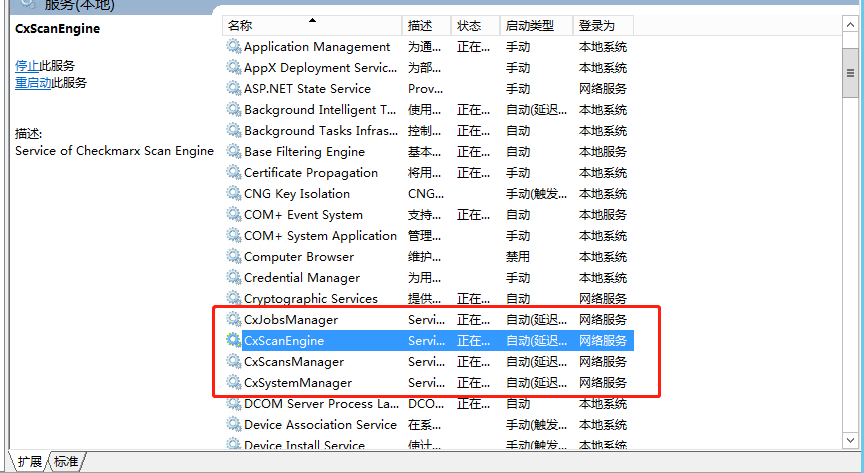 服务(本地)
CxScanEngine
停止此服务
重启动此服务
描述:
Service of Checkmarx Scan Engine
名称 描述 状态 启动类型 登录为
Application Management 为通... 正在... 手动 本地系统
AppX Deployment Servic... 为部... 手动 本地系统
ASP.NET State Service Prov... 手动 网络服务
Background Intelligent T... 使用... 正在... 自动(延迟... 本地系统
Background Tasks Infras... 控制... 正在... 自动 本地系统
Base Filtering Engine 基本... 正在... 自动 本地服务
Certificate Propagation 将用... 正在... 手动 本地系统
CNG Key Isolation CNG... 手动(触发... 本地系统
COM+ Event System 支持... 正在... 自动 本地服务
COM+ System Application 管理... 手动 本地系统
Computer Browser 维护... 禁用 本地系统
Credential Manager 为用... 手动 本地系统
Cryptographic Services 提供... 正在... 自动 网络服务
CxJobsManager Servi... 正在... 自动(延迟... 网络服务
CxScanEngine Servi... 正在... 自动(延迟... 网络服务
CxScansManager Servi... 正在... 自动(延迟... 网络服务
CxSystemManager Servi... 正在... 自动(延迟... 网络服务
DCOM Server Process La... DCO... 正在... 自动 本地系统
Device Association Service 在系... 手动(触发... 本地系统
Device Install Service 使计... 手动(触发... 本地系统
扩展 标准